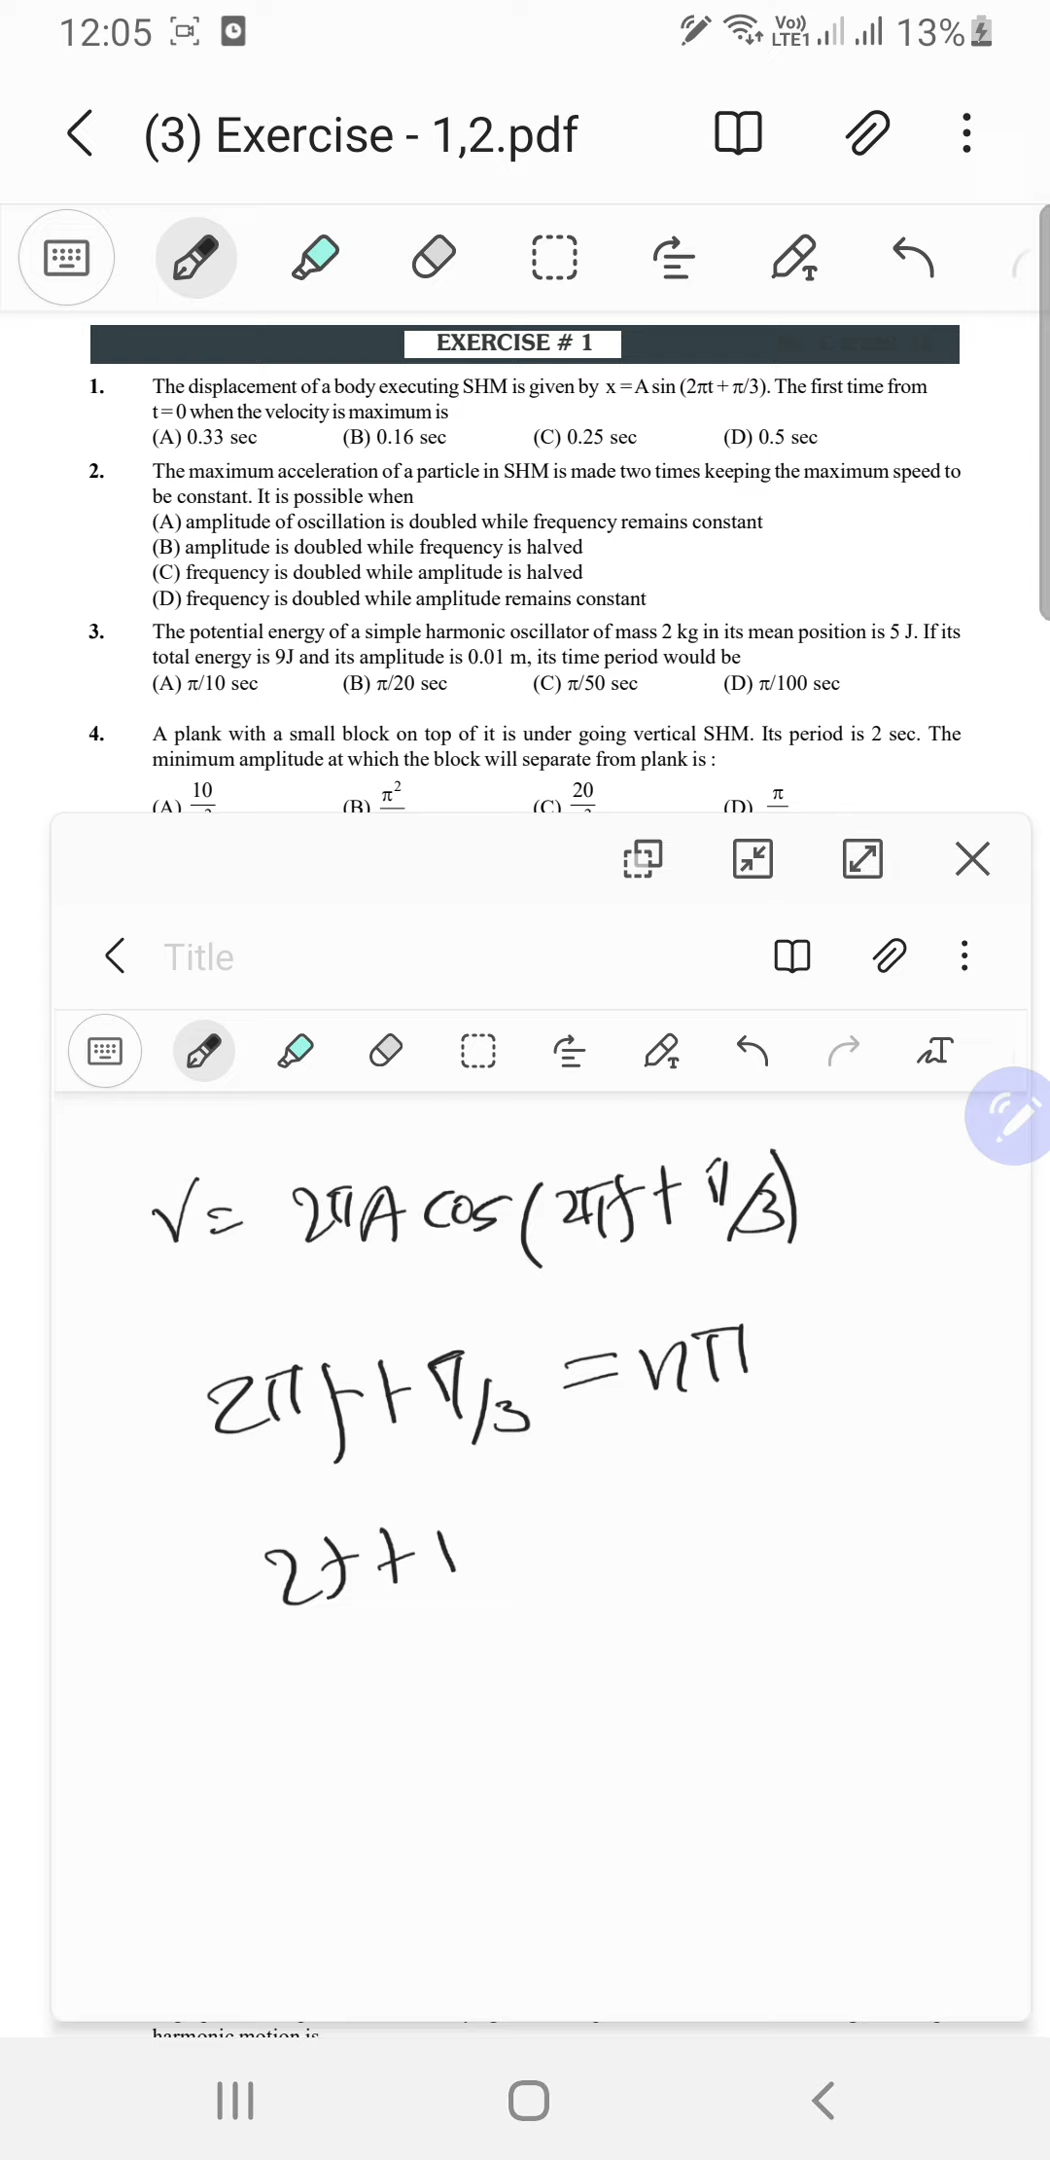 12:05 Vo)) LTE1 13%
(3) Exercise - 1,2.pdf
EXERCISE # 1
1. The displacement of a body executing SHM is given by x = A sin (2πt + π/3). The first time from
t = 0 when the velocity is maximum is
(A) 0.33 sec (B) 0.16 sec (C) 0.25 sec (D) 0.5 sec
2. The maximum acceleration of a particle in SHM is made two times keeping the maximum speed to
be constant. It is possible when
(A) amplitude of oscillation is doubled while frequency remains constant
(B) amplitude is doubled while frequency is halved
(C) frequency is doubled while amplitude is halved
(D) frequency is doubled while amplitude remains constant
3. The potential energy of a simple harmonic oscillator of mass 2 kg in its mean position is 5 J. If its
total energy is 9J and its amplitude is 0.01 m, its time period would be
(A) π/10 sec (B) π/20 sec (C) π/50 sec (D) π/100 sec
4. A plank with a small block on top of it is under going vertical SHM. Its period is 2 sec. The
minimum amplitude at which the block will separate from plank is :
(A) 10 (B) π² (C) 20 (D) π
Title
v = 2πA cos(2πt + π/3)
2πt + π/3 = nπ
2t + 1
harmonic motion is